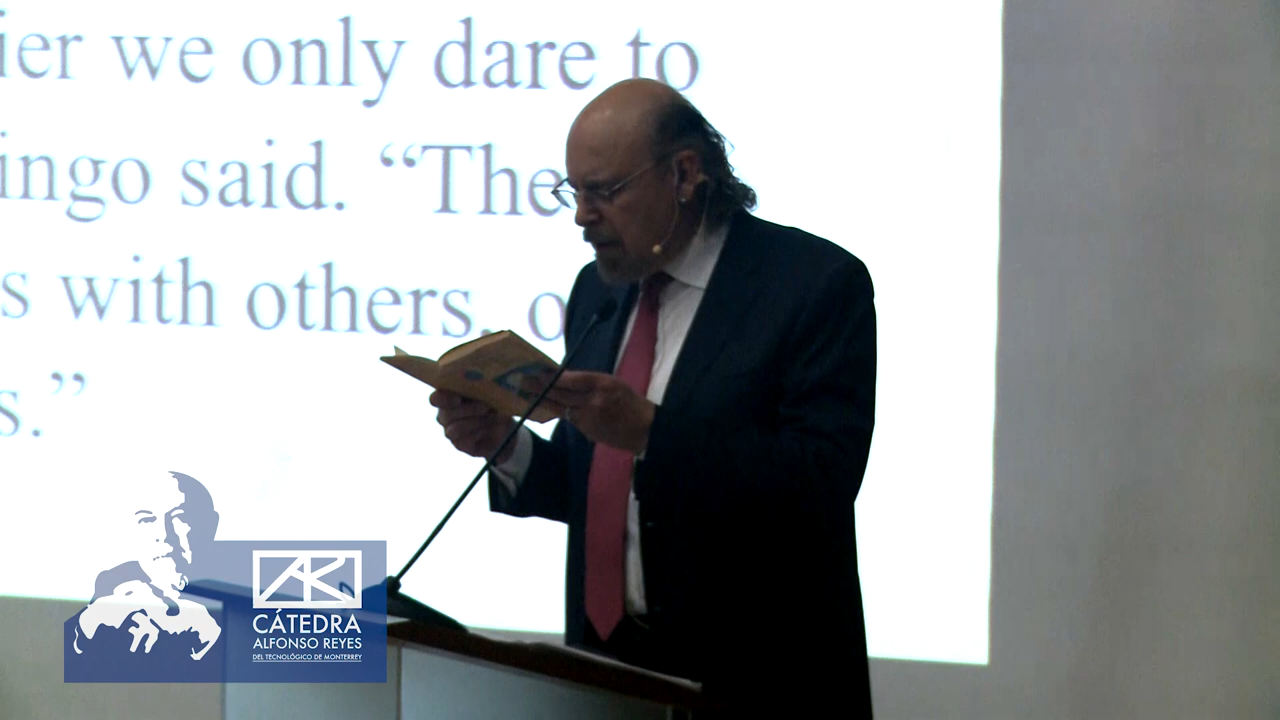 ier we only dare to
ingo said. “The
s with others, o
s.”
CÁTEDRA
ALFONSO REYES
DEL TECNOLÓGICO DE MONTERREY